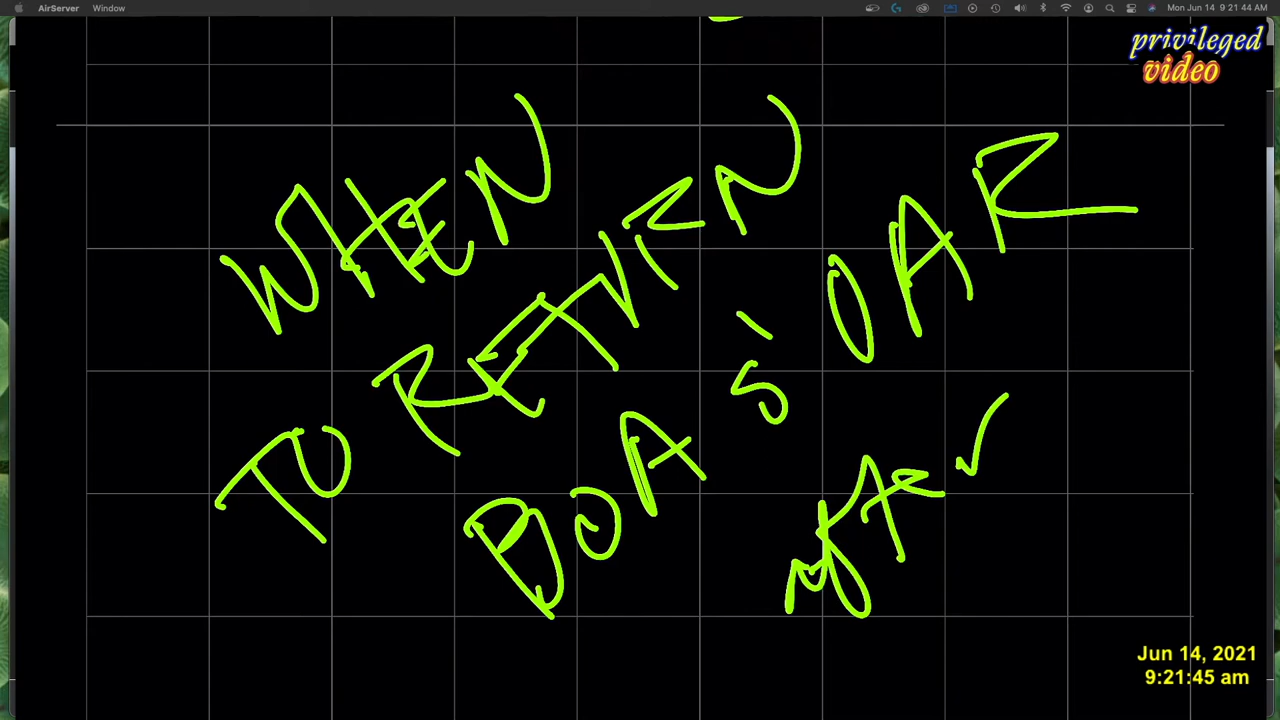 AirServer Window Mon Jun 14 9:21:44 AM
privileged
video
WHEN
TO RETURN
BOA S' OAR
after
Jun 14, 2021
9:21:45 am